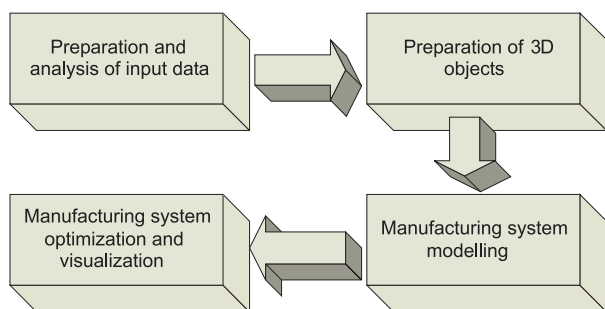 Preparation and
analysis of input data
Preparation of 3D
objects
Manufacturing system
modelling
Manufacturing system
optimization and
visualization